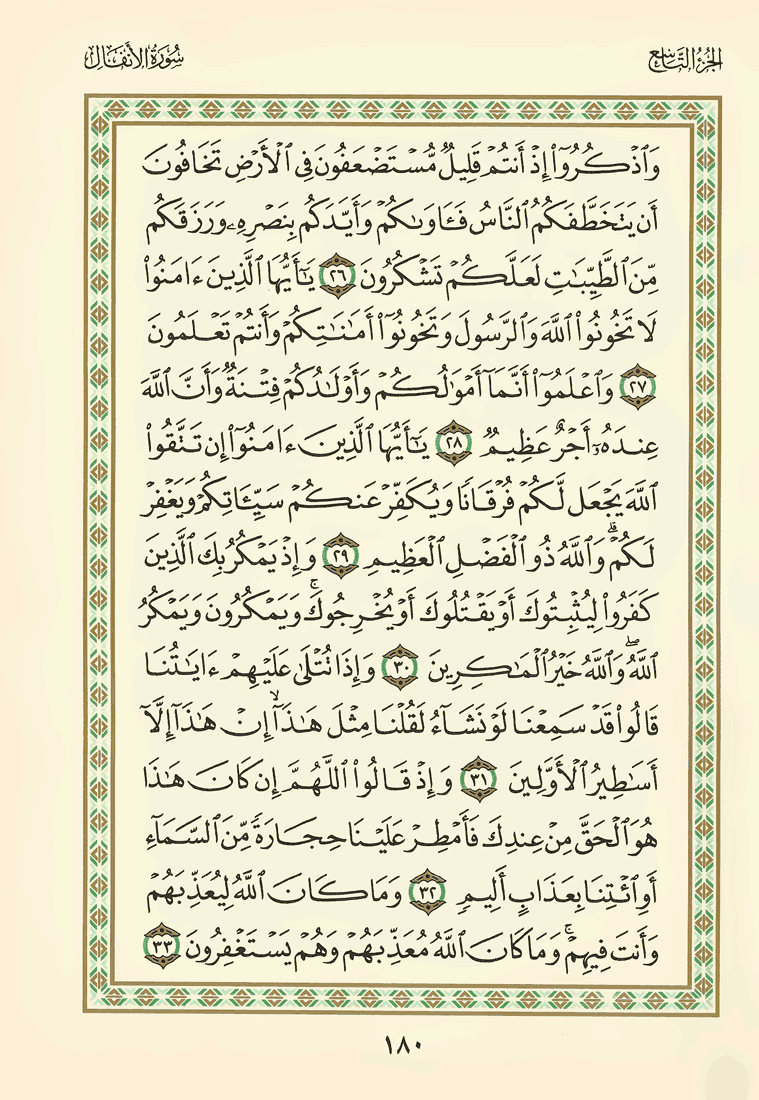 الجزء التاسع
سورة الأنفال
وَٱذۡكُرُوٓاْ إِذۡ أَنتُمۡ قَلِيلٞ مُّسۡتَضۡعَفُونَ فِي ٱلۡأَرۡضِ تَخَافُونَ
أَن يَتَخَطَّفَكُمُ ٱلنَّاسُ فَـَٔاوَىٰكُمۡ وَأَيَّدَكُم بِنَصۡرِهِۦ وَرَزَقَكُم
مِّنَ ٱلطَّيِّبَٰتِ لَعَلَّكُمۡ تَشۡكُرُونَ ٢٦ يَٰٓأَيُّهَا ٱلَّذِينَ ءَامَنُواْ
لَا تَخُونُواْ ٱللَّهَ وَٱلرَّسُولَ وَتَخُونُوٓاْ أَمَٰنَٰتِكُمۡ وَأَنتُمۡ تَعۡلَمُونَ
٢٧ وَٱعۡلَمُوٓاْ أَنَّمَآ أَمۡوَٰلُكُمۡ وَأَوۡلَٰدُكُمۡ فِتۡنَةٞ وَأَنَّ ٱللَّهَ
عِندَهُۥٓ أَجۡرٌ عَظِيمٞ ٢٨ يَٰٓأَيُّهَا ٱلَّذِينَ ءَامَنُوٓاْ إِن تَتَّقُواْ
ٱللَّهَ يَجۡعَل لَّكُمۡ فُرۡقَانٗا وَيُكَفِّرۡ عَنكُمۡ سَيِّـَٔاتِكُمۡ وَيَغۡفِرۡ
لَكُمۡۗ وَٱللَّهُ ذُو ٱلۡفَضۡلِ ٱلۡعَظِيمِ ٢٩ وَإِذۡ يَمۡكُرُ بِكَ ٱلَّذِينَ
كَفَرُواْ لِيُثۡبِتُوكَ أَوۡ يَقۡتُلُوكَ أَوۡ يُخۡرِجُوكَۚ وَيَمۡكُرُونَ وَيَمۡكُرُ
ٱللَّهُۖ وَٱللَّهُ خَيۡرُ ٱلۡمَٰكِرِينَ ٣٠ وَإِذَا تُتۡلَىٰ عَلَيۡهِمۡ ءَايَٰتُنَا
قَالُواْ قَدۡ سَمِعۡنَا لَوۡ نَشَآءُ لَقُلۡنَا مِثۡلَ هَٰذَآۙ إِنۡ هَٰذَآ إِلَّآ
أَسَٰطِيرُ ٱلۡأَوَّلِينَ ٣١ وَإِذۡ قَالُواْ ٱللَّهُمَّ إِن كَانَ هَٰذَا
هُوَ ٱلۡحَقَّ مِنۡ عِندِكَ فَأَمۡطِرۡ عَلَيۡنَا حِجَارَةٗ مِّنَ ٱلسَّمَآءِ
أَوِ ٱئۡتِنَا بِعَذَابٍ أَلِيمٖ ٣٢ وَمَا كَانَ ٱللَّهُ لِيُعَذِّبَهُمۡ
وَأَنتَ فِيهِمۡۚ وَمَا كَانَ ٱللَّهُ مُعَذِّبَهُمۡ وَهُمۡ يَسۡتَغۡفِرُونَ ٣٣
١٨٠